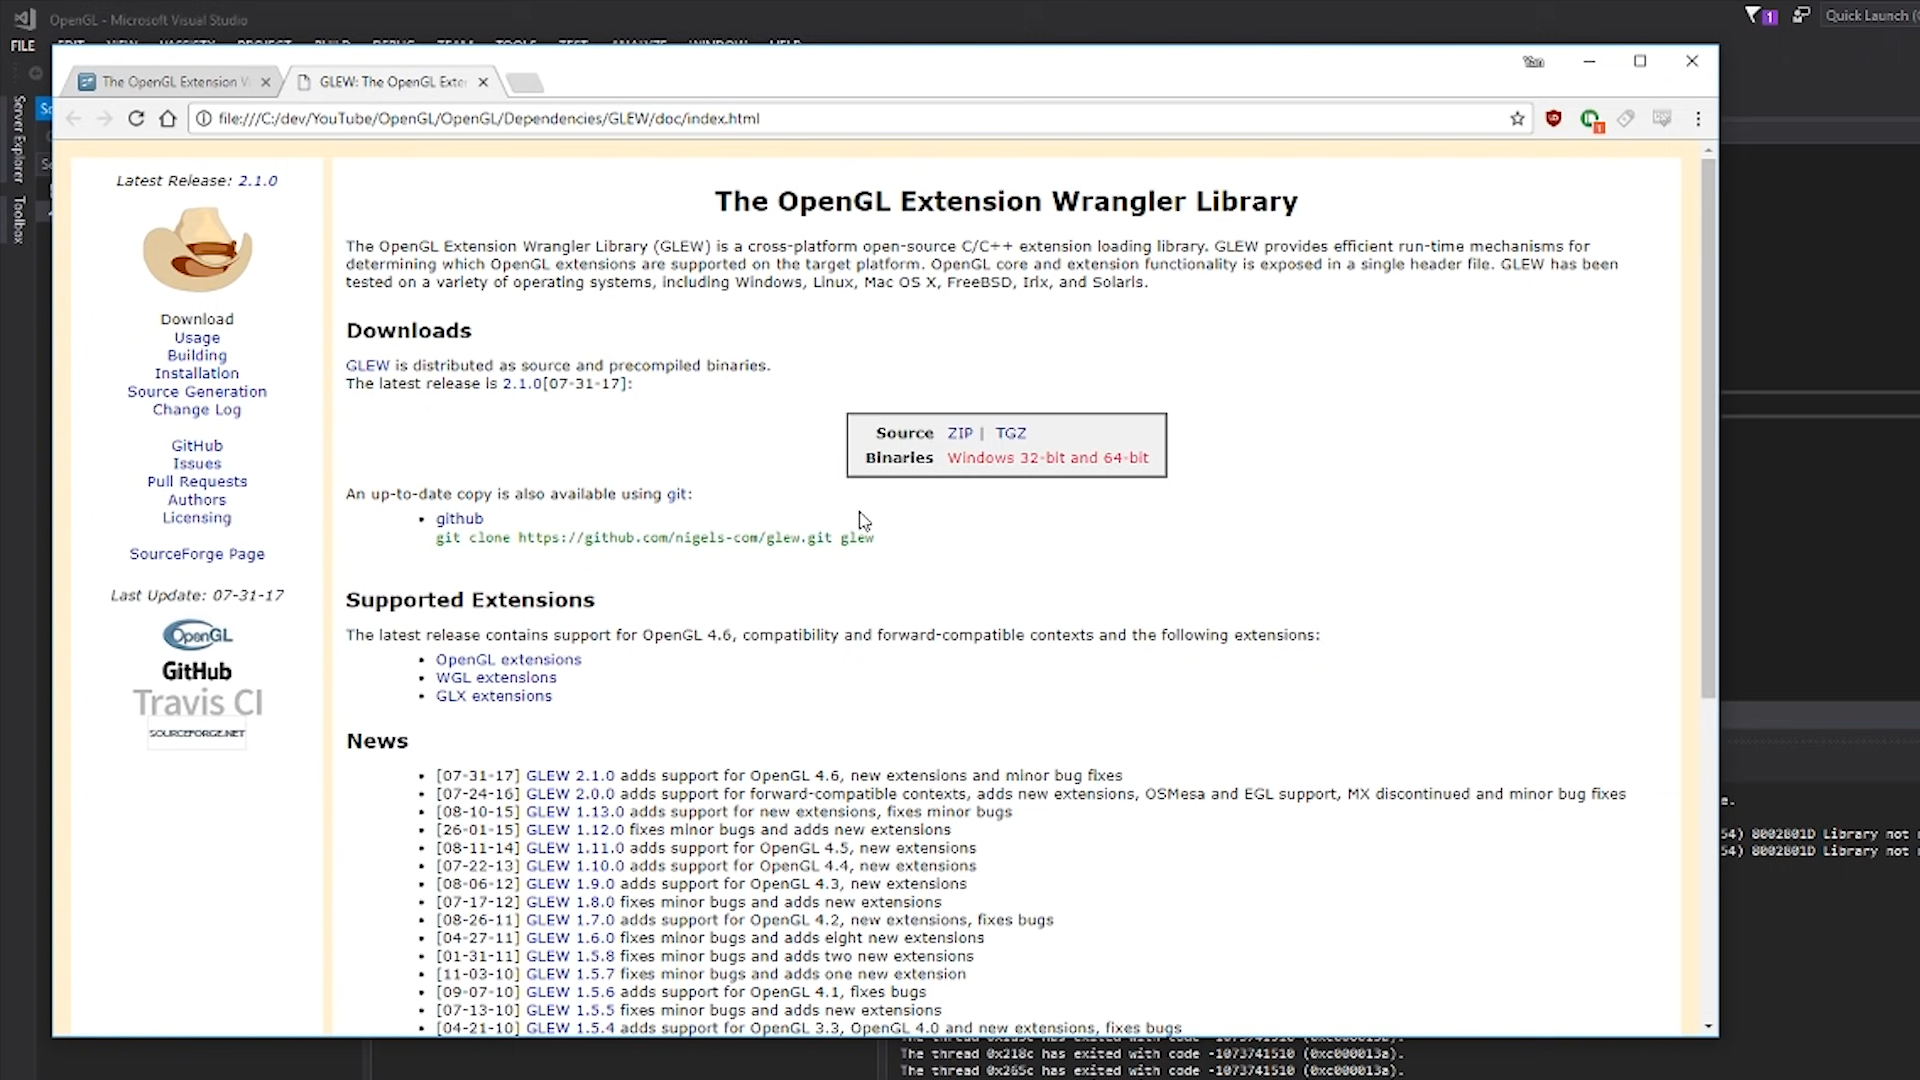 OpenGL - Microsoft Visual Studio
1
Quick Launch (
FILE EDIT VIEW VASSISTX PROJECT BUILD DEBUG TEAM TOOLS TEST ANALYZE WINDOW HELP
Server Explorer
Toolbox
The OpenGL Extension
GLEW: The OpenGL Exte
file:///C:/dev/YouTube/OpenGL/OpenGL/Dependencies/GLEW/doc/index.html
Latest Release: 2.1.0
Download
Usage
Building
Installation
Source Generation
Change Log
GitHub
Issues
Pull Requests
Authors
Licensing
SourceForge Page
Last Update: 07-31-17
OpenGL
GitHub
Travis CI
SOURCEFORGE.NET
The OpenGL Extension Wrangler Library
The OpenGL Extension Wrangler Library (GLEW) is a cross-platform open-source C/C++ extension loading library. GLEW provides efficient run-time mechanisms for
determining which OpenGL extensions are supported on the target platform. OpenGL core and extension functionality is exposed in a single header file. GLEW has been
tested on a variety of operating systems, including Windows, Linux, Mac OS X, FreeBSD, Irix, and Solaris.
Downloads
GLEW is distributed as source and precompiled binaries.
The latest release is 2.1.0[07-31-17]:
Source ZIP | TGZ
Binaries Windows 32-bit and 64-bit
An up-to-date copy is also available using git:
• github
git clone https://github.com/nigels-com/glew.git glew
Supported Extensions
The latest release contains support for OpenGL 4.6, compatibility and forward-compatible contexts and the following extensions:
• OpenGL extensions
• WGL extensions
• GLX extensions
News
• [07-31-17] GLEW 2.1.0 adds support for OpenGL 4.6, new extensions and minor bug fixes
• [07-24-16] GLEW 2.0.0 adds support for forward-compatible contexts, adds new extensions, OSMesa and EGL support, MX discontinued and minor bug fixes
• [08-10-15] GLEW 1.13.0 adds support for new extensions, fixes minor bugs
• [26-01-15] GLEW 1.12.0 fixes minor bugs and adds new extensions
• [08-11-14] GLEW 1.11.0 adds support for OpenGL 4.5, new extensions
• [07-22-13] GLEW 1.10.0 adds support for OpenGL 4.4, new extensions
• [08-06-12] GLEW 1.9.0 adds support for OpenGL 4.3, new extensions
• [07-17-12] GLEW 1.8.0 fixes minor bugs and adds new extensions
• [08-26-11] GLEW 1.7.0 adds support for OpenGL 4.2, new extensions, fixes bugs
• [04-27-11] GLEW 1.6.0 fixes minor bugs and adds eight new extensions
• [01-31-11] GLEW 1.5.8 fixes minor bugs and adds two new extensions
• [11-03-10] GLEW 1.5.7 fixes minor bugs and adds one new extension
• [09-07-10] GLEW 1.5.6 adds support for OpenGL 4.1, fixes bugs
• [07-13-10] GLEW 1.5.5 fixes minor bugs and adds new extensions
• [04-21-10] GLEW 1.5.4 adds support for OpenGL 3.3, OpenGL 4.0 and new extensions, fixes bugs
e.
54) 8002801D Library not
54) 8002801D Library not
The thread 0x218c has exited with code -1073741510 (0xc000013a).
The thread 0x265c has exited with code -1073741510 (0xc000013a).